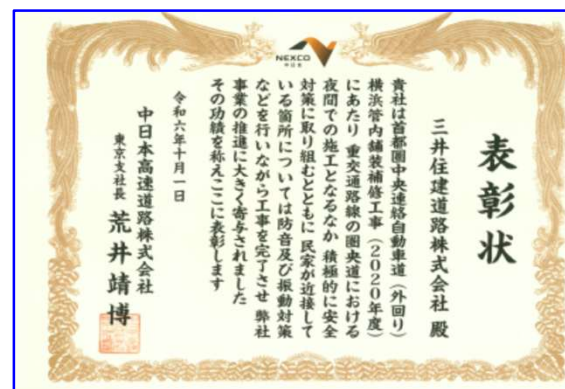 NEXCO
中日本
表彰状
三井住建道路株式会社 殿
貴社は首都圏中央連絡自動車道（外回り）
横浜管内舗装補修工事（2020年度）
にあたり 重交通路線の圏央道における
夜間での施工となるなか 積極的に安全
対策に取り組むとともに 民家が近接して
いる箇所については防音及び振動対策
などを行いながら工事を完了させ 弊社
事業の推進に大きく寄与されました
その功績を称えここに表彰します
令和六年十月一日
中日本高速道路株式会社
東京支社長 荒井靖博